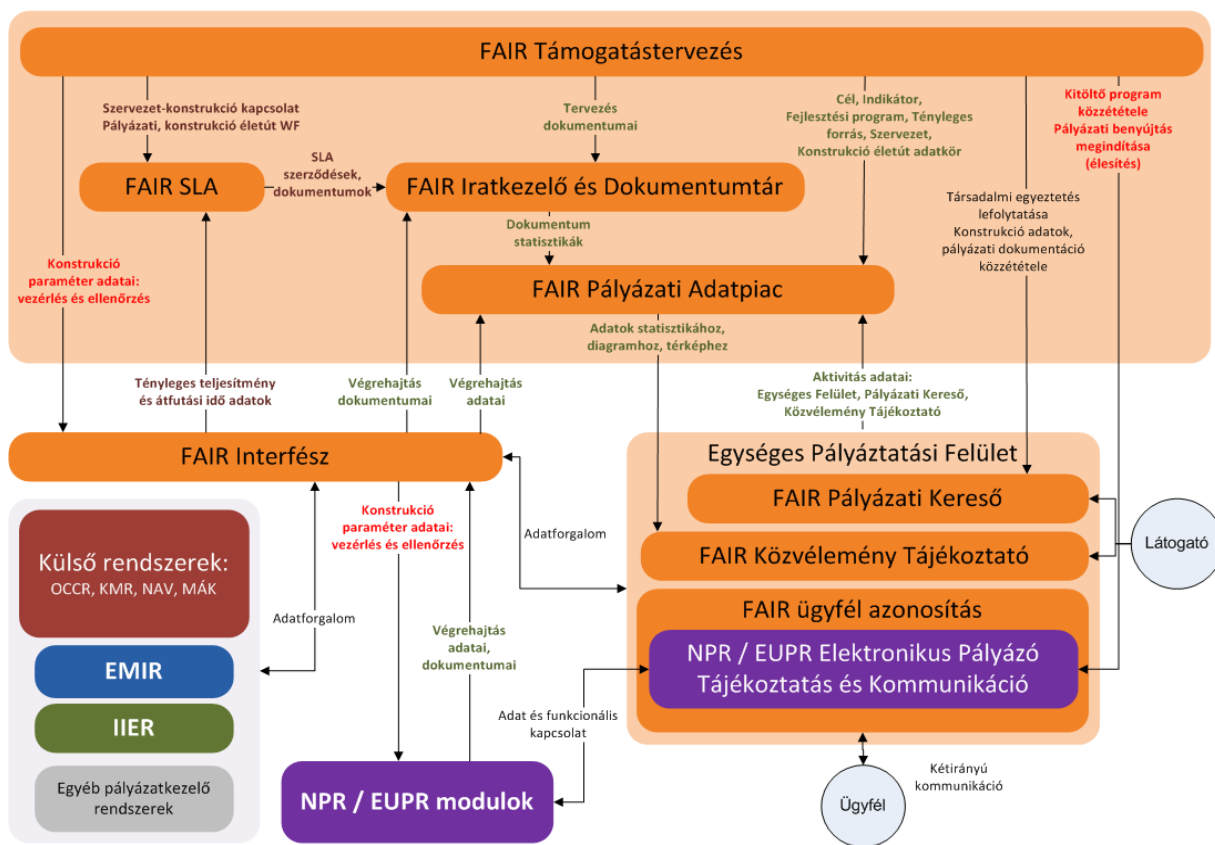 FAIR Támogatástervezés
Szervezet-konstrukció kapcsolat
Pályázati, konstrukció életút WF
Tervezés
dokumentumai
Cél, Indikátor,
Fejlesztési program, Tényleges
forrás, Szervezet,
Konstrukció életút adatkör
Kitöltő program
közzététele
Pályázati benyújtás
megindítása
(élesítés)
FAIR SLA
SLA
szerződések,
dokumentumok
FAIR Iratkezelő és Dokumentumtár
Társadalmi egyeztetés
lefolytatása
Konstrukció adatok,
pályázati dokumentáció
közzététele
Dokumentum
statisztikák
Konstrukció
paraméter adatai:
vezérlés és ellenőrzés
FAIR Pályázati Adatpiac
Adatok statisztikához,
diagramhoz, térképhez
Tényleges teljesítmény
és átfutási idő adatok
Végrehajtás
dokumentumai
Végrehajtás
adatai
Aktivitás adatai:
Egységes Felület, Pályázati Kereső,
Közvélemény Tájékoztató
FAIR Interfész
Egységes Pályáztatási Felület
FAIR Pályázati Kereső
Konstrukció
paraméter adatai:
vezérlés és ellenőrzés
Adatforgalom
FAIR Közvélemény Tájékoztató
Látogató
Külső rendszerek:
OCCR, KMR, NAV, MÁK
Adatforgalom
FAIR ügyfél azonosítás
Végrehajtás
adatai,
dokumentumai
NPR / EUPR Elektronikus Pályázó
Tájékoztatás és Kommunikáció
EMIR
IIER
Adat és funkcionális
kapcsolat
Egyéb pályázatkezelő
rendszerek
NPR / EUPR modulok
Kétirányú
kommunikáció
Ügyfél